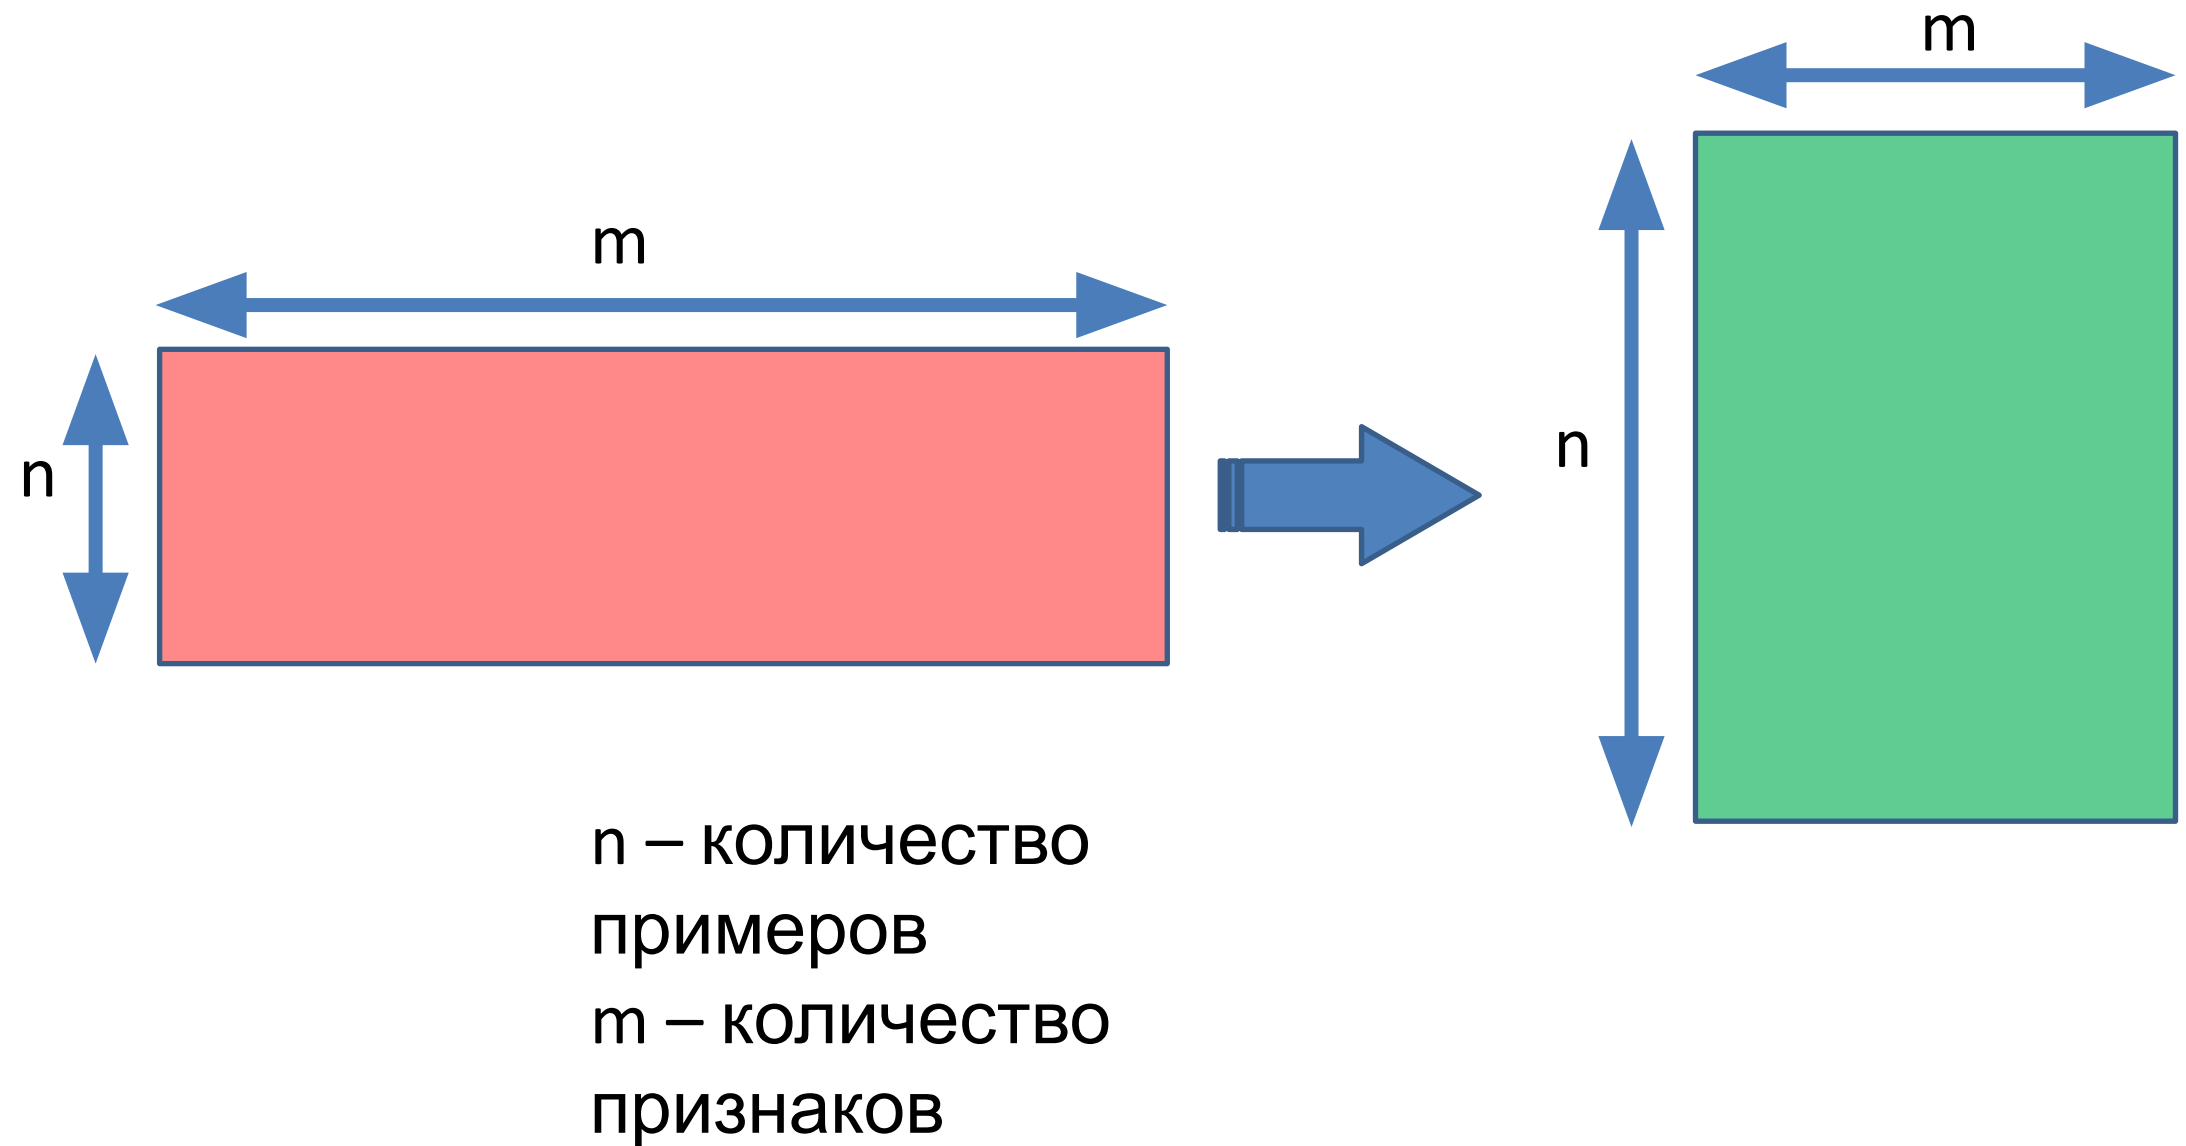 m
m
n
n
n – количество
примеров
m – количество
признаков